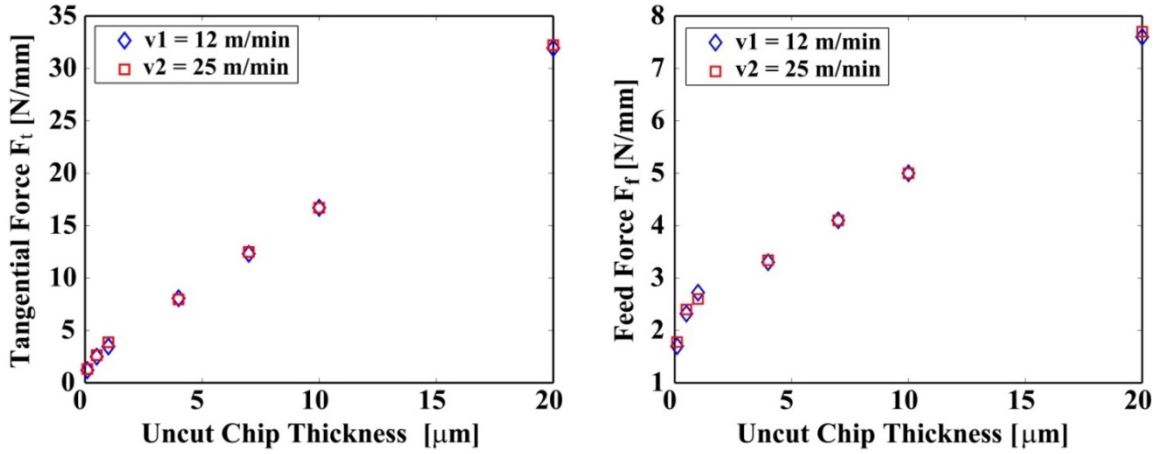 Tangential Force Ft [N/mm]
35
30
25
20
15
10
5
0
v1 = 12 m/min
v2 = 25 m/min
0 5 10 15 20
Uncut Chip Thickness [μm]
Feed Force Ff [N/mm]
8
7
6
5
4
3
2
1
v1 = 12 m/min
v2 = 25 m/min
0 5 10 15 20
Uncut Chip Thickness [μm]